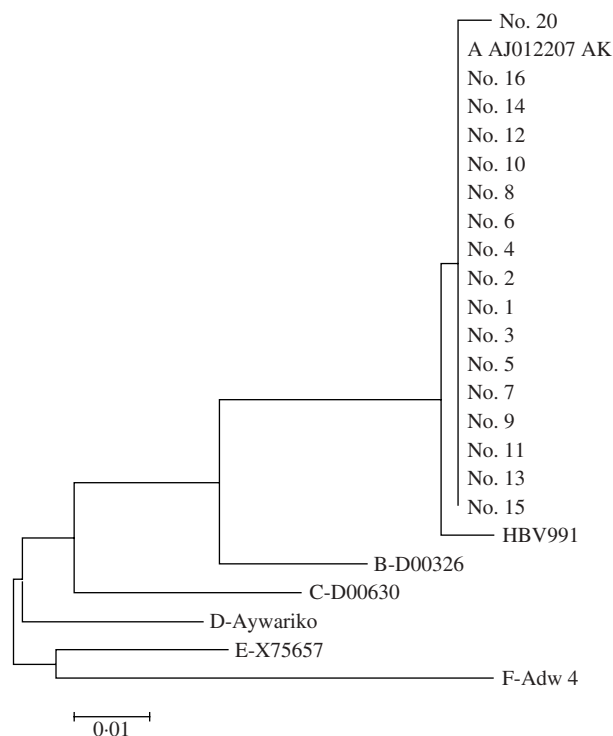 No. 20
A AJ012207 AK
No. 16
No. 14
No. 12
No. 10
No. 8
No. 6
No. 4
No. 2
No. 1
No. 3
No. 5
No. 7
No. 9
No. 11
No. 13
No. 15
HBV991
B-D00326
C-D00630
D-Aywariko
E-X75657
F-Adw 4
0·01